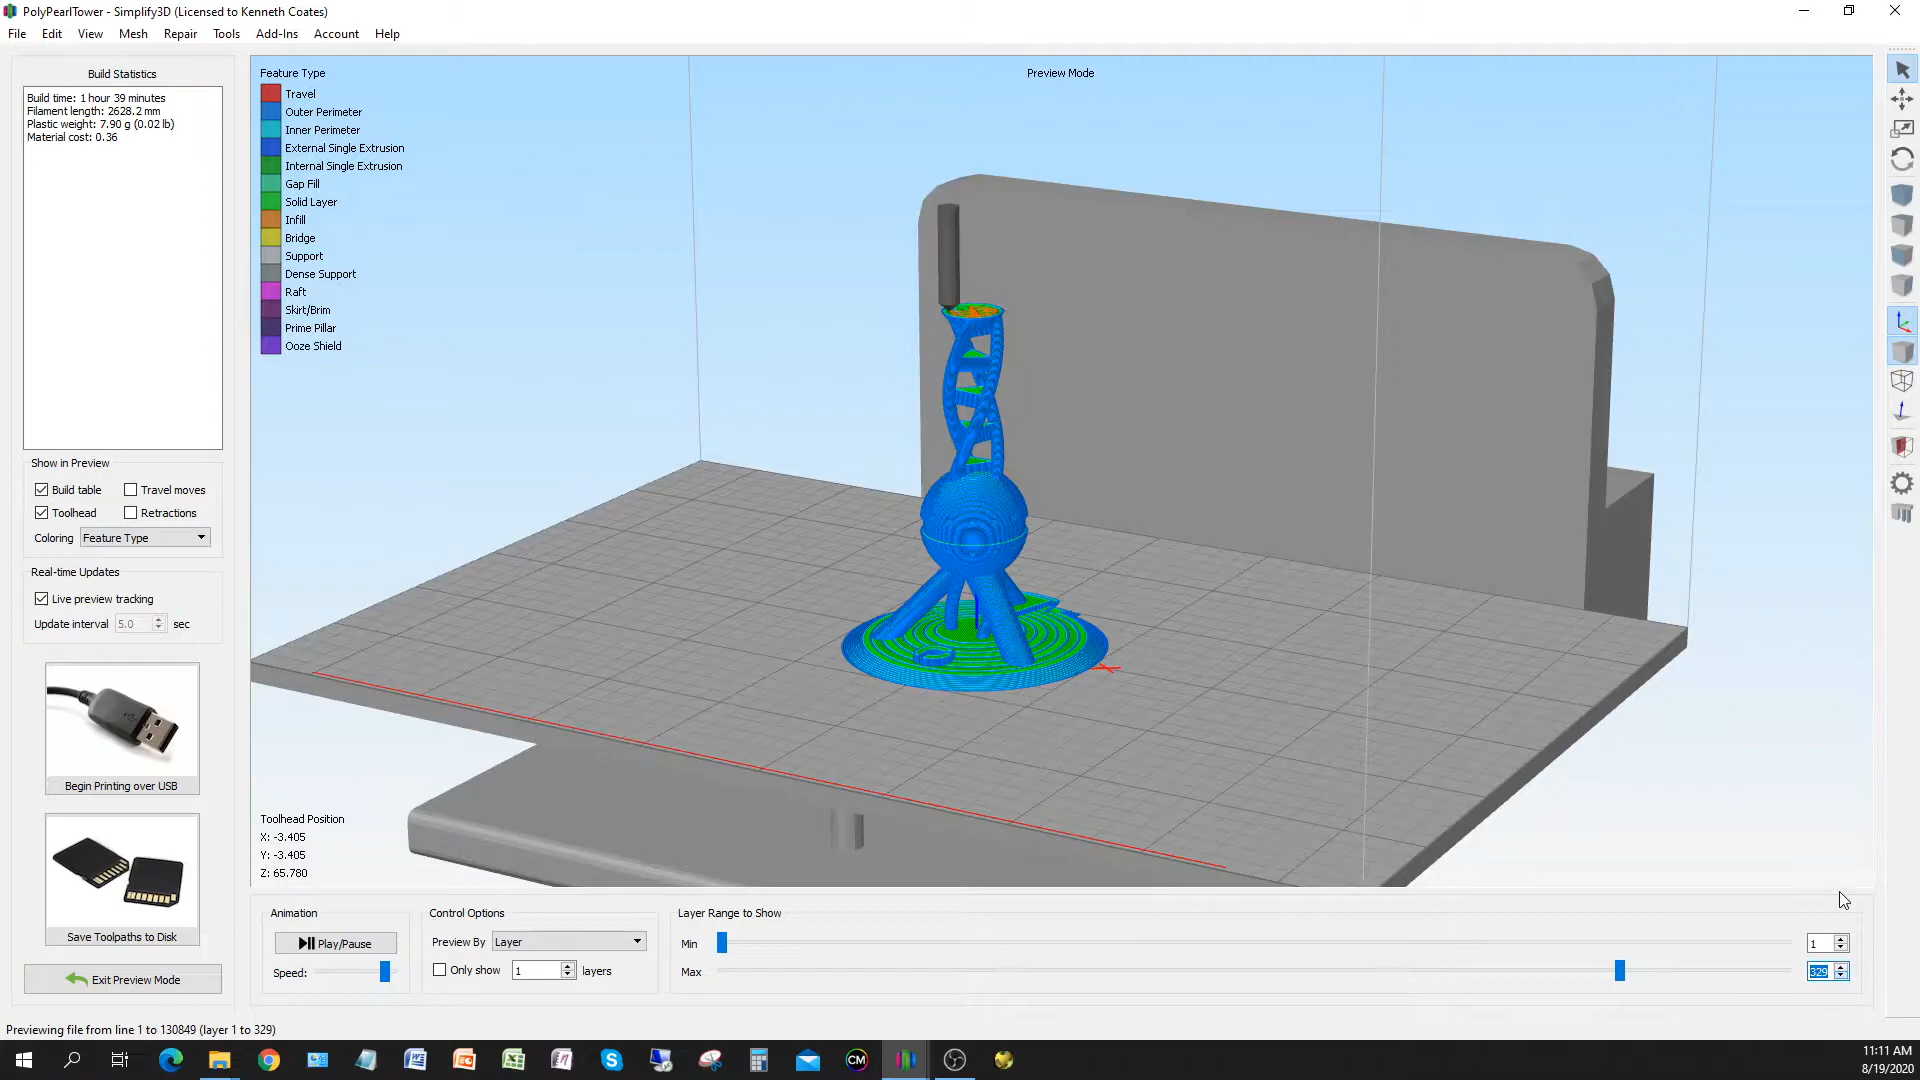 PolyPearlTower - Simplify3D (Licensed to Kenneth Coates)
File Edit View Mesh Repair Tools Add-Ins Account Help
Build Statistics
Build time: 1 hour 39 minutes
Filament length: 2628.2 mm
Plastic weight: 7.90 g (0.02 lb)
Material cost: 0.36
Show in Preview
Build table Travel moves
Toolhead Retractions
Coloring Feature Type
Real-time Updates
Live preview tracking
Update interval 5.0 sec
Begin Printing over USB
Save Toolpaths to Disk
Exit Preview Mode
Feature Type
Travel
Outer Perimeter
Inner Perimeter
External Single Extrusion
Internal Single Extrusion
Gap Fill
Solid Layer
Infill
Bridge
Support
Dense Support
Raft
Skirt/Brim
Prime Pillar
Ooze Shield
Preview Mode
Toolhead Position
X: -3.405
Y: -3.405
Z: 65.780
Animation
Play/Pause
Speed:
Control Options
Preview By Layer
Only show 1 layers
Layer Range to Show
Min 1
Max 329
Previewing file from line 1 to 130849 (layer 1 to 329)
CM
11:11 AM
8/19/2020